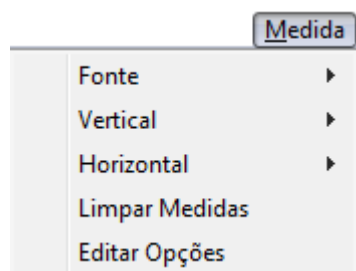 Medida
Fonte
Vertical
Horizontal
Limpar Medidas
Editar Opções